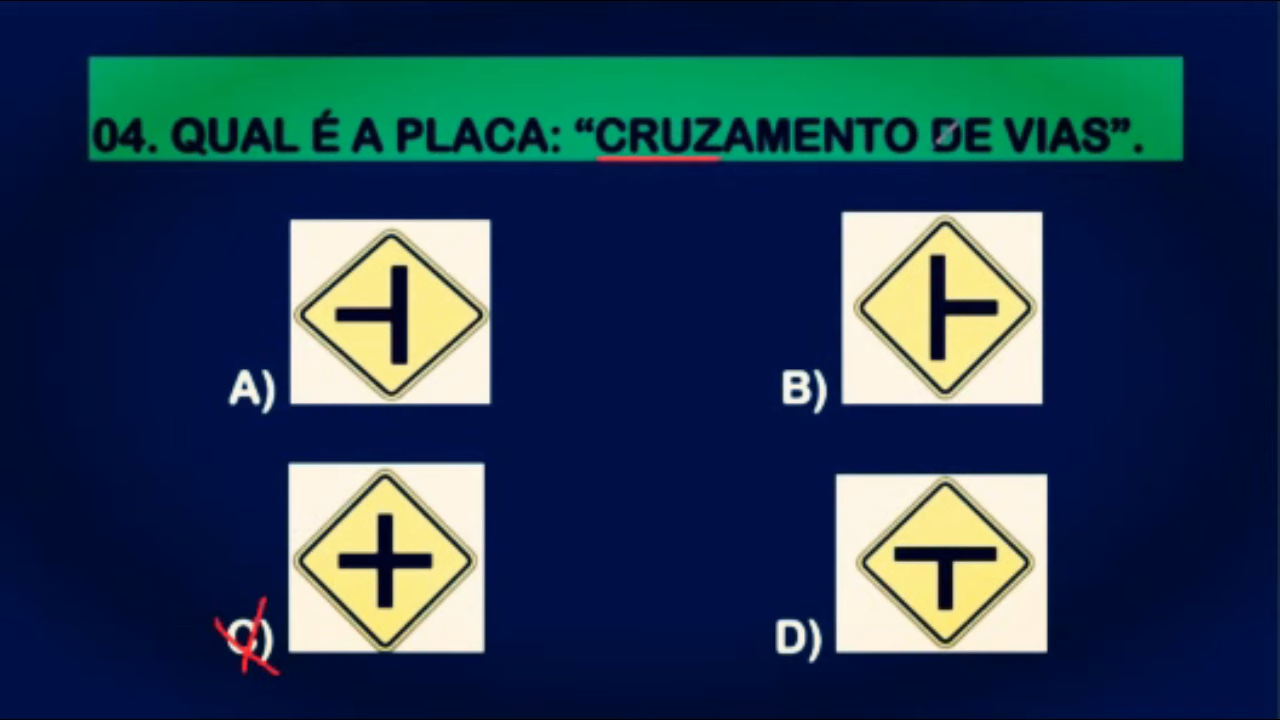 04. QUAL É A PLACA: “CRUZAMENTO DE VIAS”.
A)
B)
C)
D)